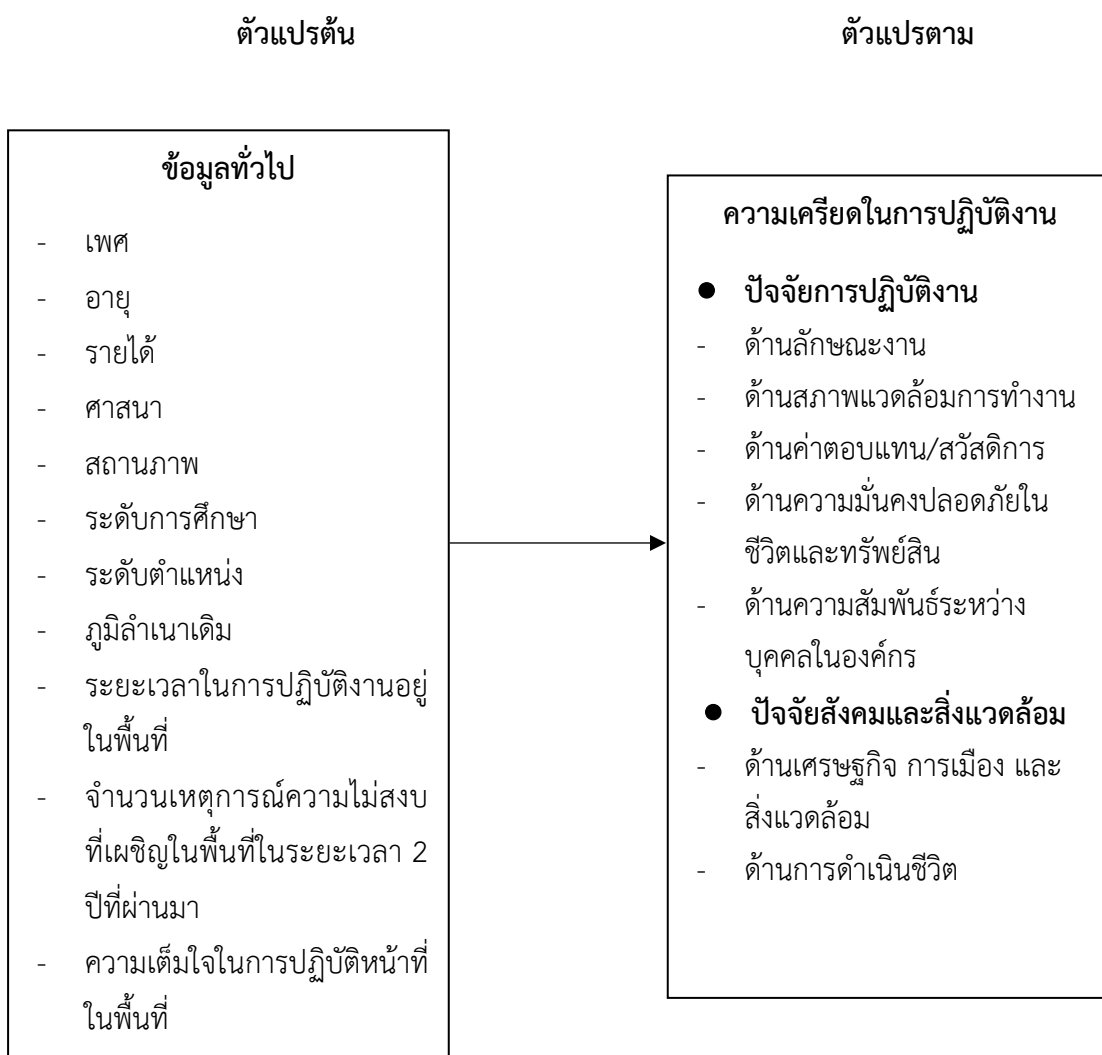 ตัวแปรต้น
ตัวแปรตาม
ข้อมูลทั่วไป
- เพศ
- อายุ
- รายได้
- ศาสนา
- สถานภาพ
- ระดับการศึกษา
- ระดับตำแหน่ง
- ภูมิลำเนาเดิม
- ระยะเวลาในการปฏิบัติงานอยู่
ในพื้นที่
- จำนวนเหตุการณ์ความไม่สงบ
ที่เผชิญในพื้นที่ในระยะเวลา 2
ปีที่ผ่านมา
- ความเต็มใจในการปฏิบัติหน้าที่
ในพื้นที่
ความเครียดในการปฏิบัติงาน
● ปัจจัยการปฏิบัติงาน
- ด้านลักษณะงาน
- ด้านสภาพแวดล้อมการทำงาน
- ด้านค่าตอบแทน/สวัสดิการ
- ด้านความมั่นคงปลอดภัยใน
ชีวิตและทรัพย์สิน
- ด้านความสัมพันธ์ระหว่าง
บุคคลในองค์กร
● ปัจจัยสังคมและสิ่งแวดล้อม
- ด้านเศรษฐกิจ การเมือง และ
สิ่งแวดล้อม
- ด้านการดำเนินชีวิต